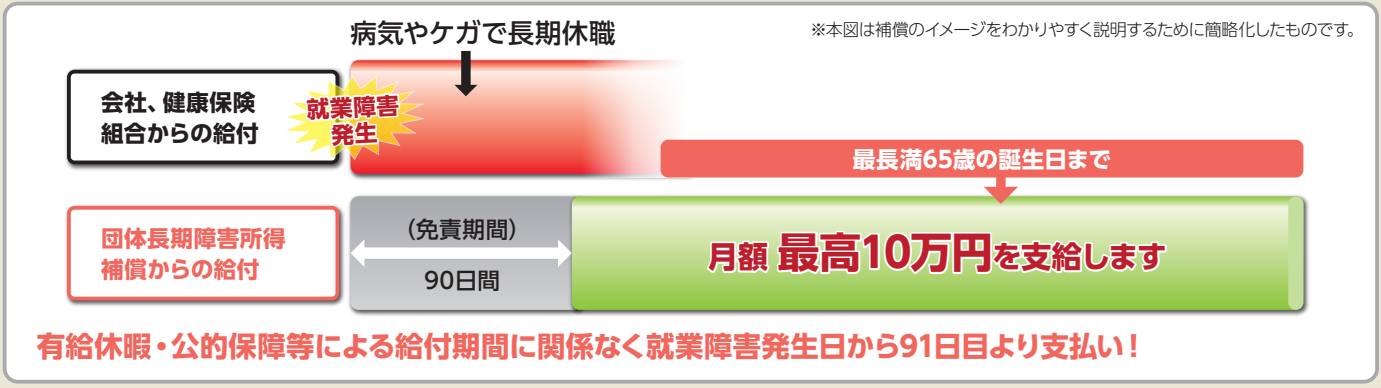 病気やケガで長期休職
※本図は補償のイメージをわかりやすく説明するために簡略化したものです。
会社、健康保険
組合からの給付
就業障害
発生
最長満65歳の誕生日まで
団体長期障害所得
補償からの給付
(免責期間)
90日間
月額 最高10万円を支給します
有給休暇・公的保障等による給付期間に関係なく就業障害発生日から91日目より支払い!